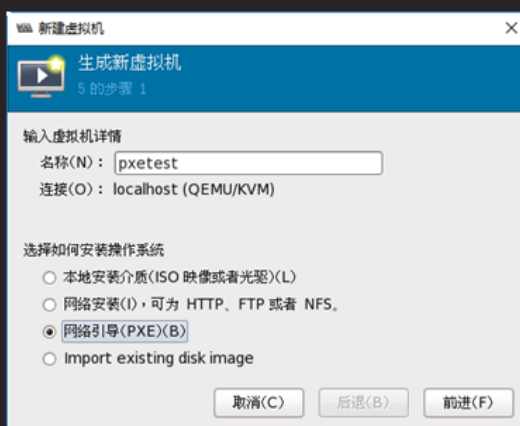 新建虚拟机
生成新虚拟机
5 的步骤 1
输入虚拟机详情
名称(N)： pxetest
连接(O)： localhost (QEMU/KVM)
选择如何安装操作系统
本地安装介质(ISO 映像或者光驱)(L)
网络安装(I)，可为 HTTP、FTP 或者 NFS。
网络引导(PXE)(B)
Import existing disk image
取消(C) 后退(B) 前进(F)